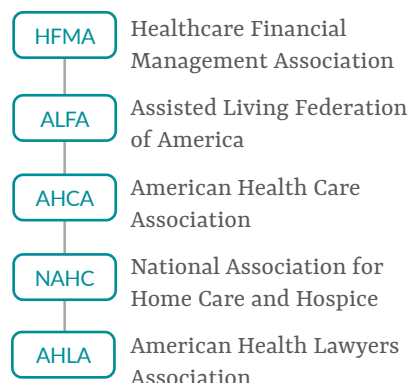 HFMA
Healthcare Financial
Management Association
ALFA
Assisted Living Federation
of America
AHCA
American Health Care
Association
NAHC
National Association for
Home Care and Hospice
AHLA
American Health Lawyers
Association